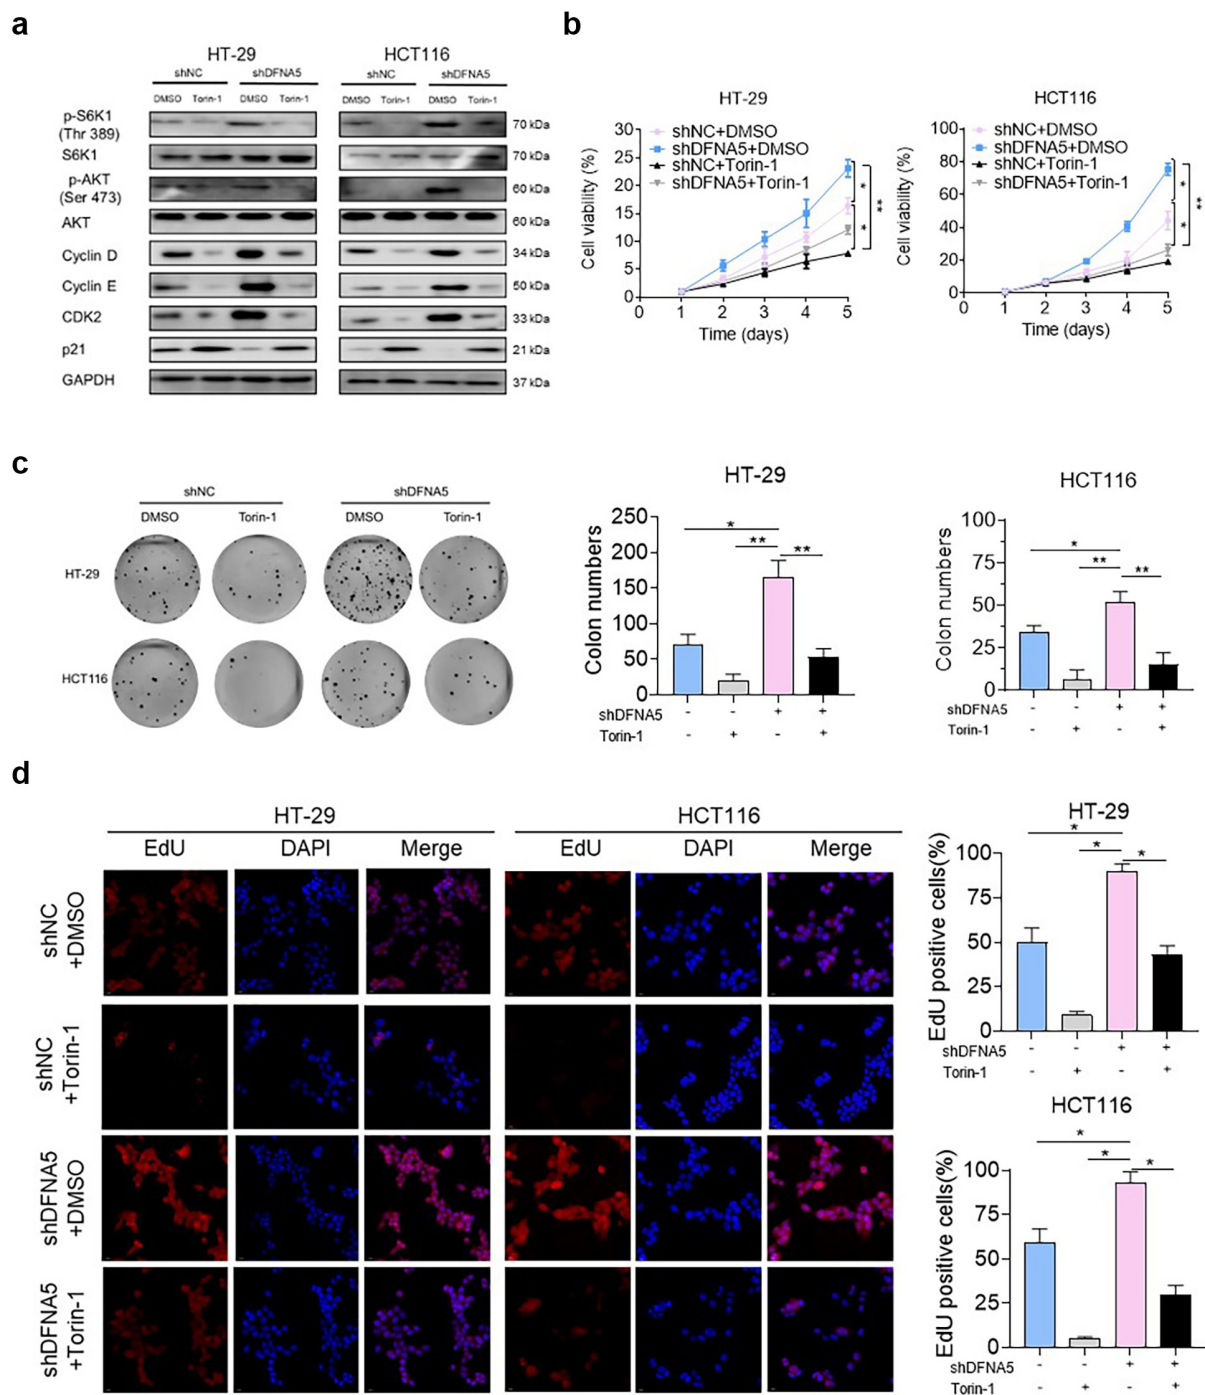 a
HT-29 HCT116
shNC shDFNA5 shNC shDFNA5
DMSO Torin-1 DMSO Torin-1 DMSO Torin-1 DMSO Torin-1
p-S6K1
(Thr 389)
70 kDa
S6K1 70 kDa
p-AKT
(Ser 473)
60 kDa
AKT 60 kDa
Cyclin D 34 kDa
Cyclin E 50 kDa
CDK2 33 kDa
p21 21 kDa
GAPDH 37 kDa
b
HT-29
Cell viability (%)
30
25
20
15
10
5
0
shNC+DMSO
shDFNA5+DMSO
shNC+Torin-1
shDFNA5+Torin-1
* * **
0 1 2 3 4 5
Time (days)
HCT116
Cell viability (%)
100
80
60
40
20
0
shNC+DMSO
shDFNA5+DMSO
shNC+Torin-1
shDFNA5+Torin-1
* * **
0 1 2 3 4 5
Time (days)
c
shNC shDFNA5
DMSO Torin-1 DMSO Torin-1
HT-29
HCT116
HT-29
Colon numbers
250
200
150
100
50
0
* ** **
shDFNA5 - - + +
Torin-1 - + - +
HCT116
Colon numbers
100
75
50
25
0
* ** **
shDFNA5 - - + +
Torin-1 - + - +
d
HT-29 HCT116
EdU DAPI Merge EdU DAPI Merge
shNC
+DMSO
shNC
+Torin-1
shDFNA5
+DMSO
shDFNA5
+Torin-1
HT-29
EdU positive cells(%)
100
75
50
25
0
* * *
shDFNA5 - - + +
Torin-1 - + - +
HCT116
EdU positive cells(%)
100
75
50
25
0
* * *
shDFNA5 - - + +
Torin-1 - + - +